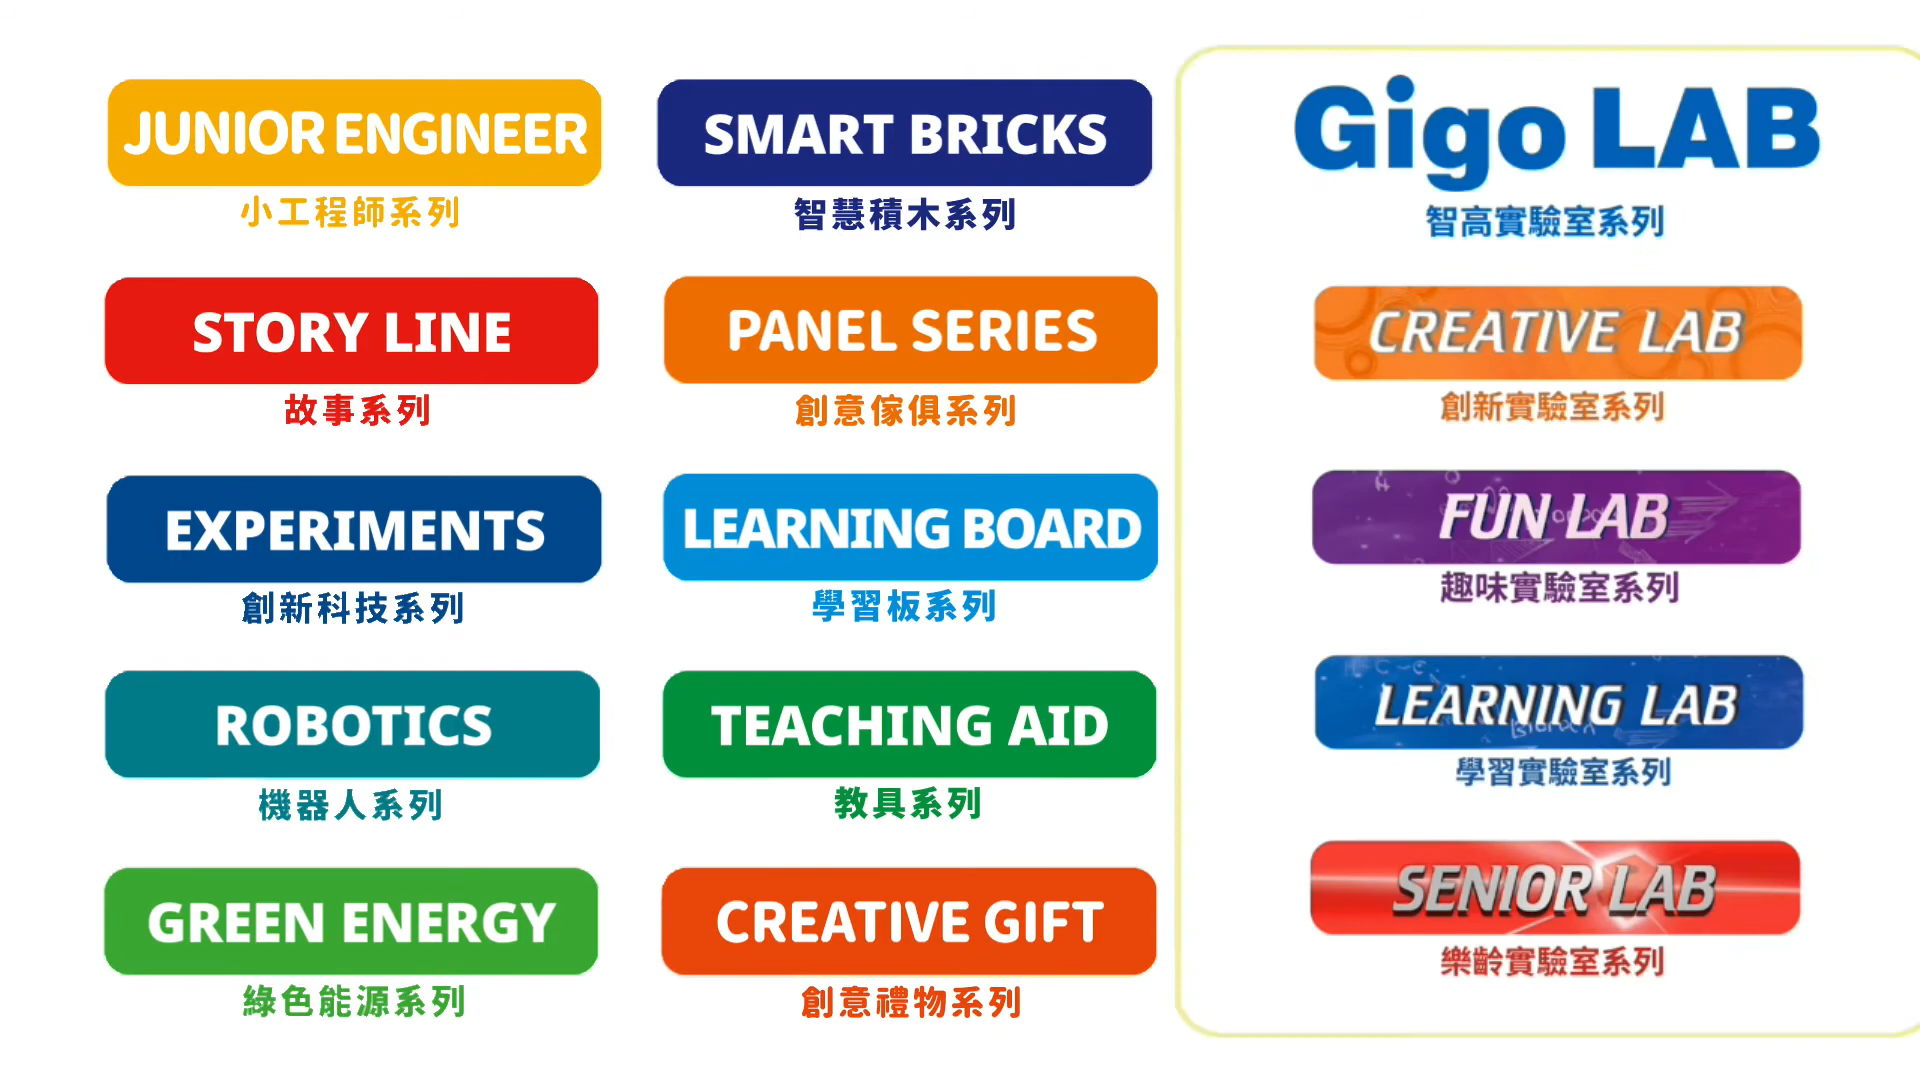 JUNIOR ENGINEER
小工程師系列
STORY LINE
故事系列
EXPERIMENTS
創新科技系列
ROBOTICS
機器人系列
GREEN ENERGY
綠色能源系列
SMART BRICKS
智慧積木系列
PANEL SERIES
創意傢俱系列
LEARNING BOARD
學習板系列
TEACHING AID
教具系列
CREATIVE GIFT
創意禮物系列
Gigo LAB
智高實驗室系列
CREATIVE LAB
創新實驗室系列
FUN LAB
趣味實驗室系列
LEARNING LAB
學習實驗室系列
SENIOR LAB
樂齡實驗室系列